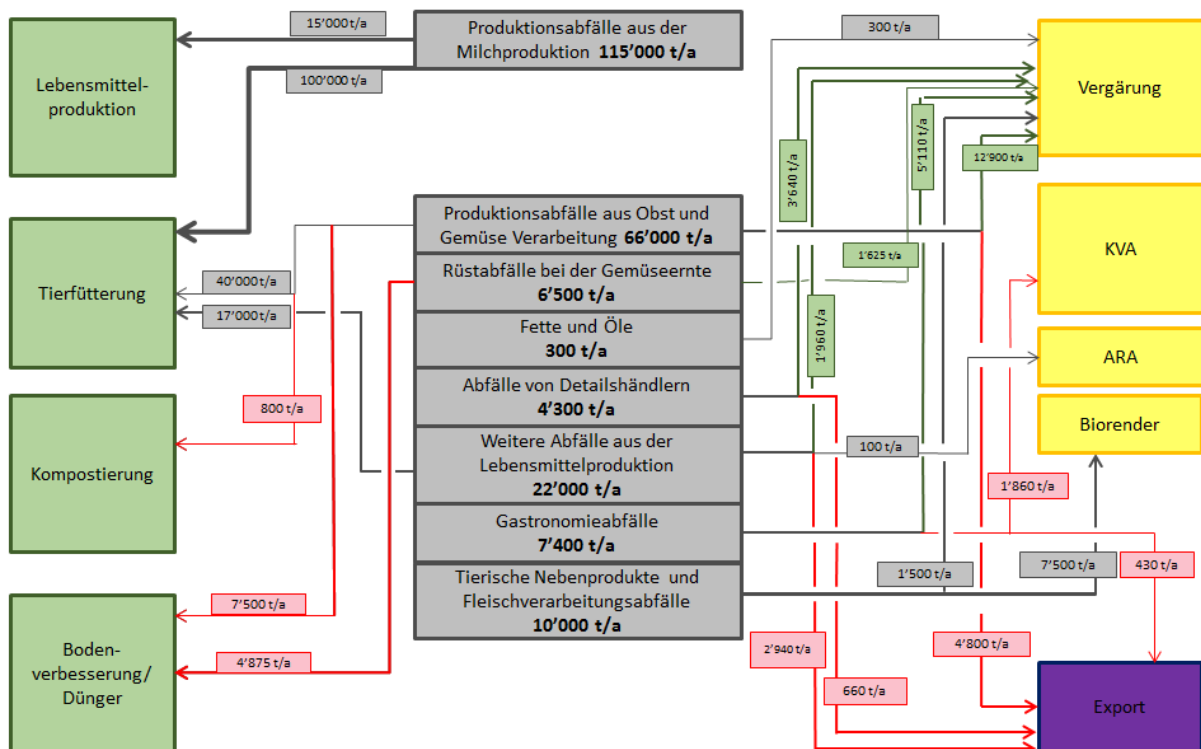 15’000 t/a
100’000 t/a
Lebensmittel-
produktion
Produktionsabfälle aus der
Milchproduktion 115’000 t/a
300 t/a
Vergärung
3’640 t/a
5’110 t/a
12’900 t/a
Produktionsabfälle aus Obst und
Gemüse Verarbeitung 66’000 t/a
KVA
1’625 t/a
Rüstabfälle bei der Gemüseernte
6’500 t/a
40’000 t/a
Tierfütterung
17’000 t/a
Fette und Öle
300 t/a
1’960 t/a
ARA
Abfälle von Detailshändlern
4’300 t/a
800 t/a
Biorender
Weitere Abfälle aus der
Lebensmittelproduktion
22’000 t/a
100 t/a
Kompostierung
1’860 t/a
Gastronomieabfälle
7’400 t/a
1’500 t/a
7’500 t/a
430 t/a
Tierische Nebenprodukte und
Fleischverarbeitungsabfälle
10’000 t/a
7’500 t/a
4’875 t/a
Boden-
verbesserung/
Dünger
2’940 t/a
4’800 t/a
660 t/a
Export